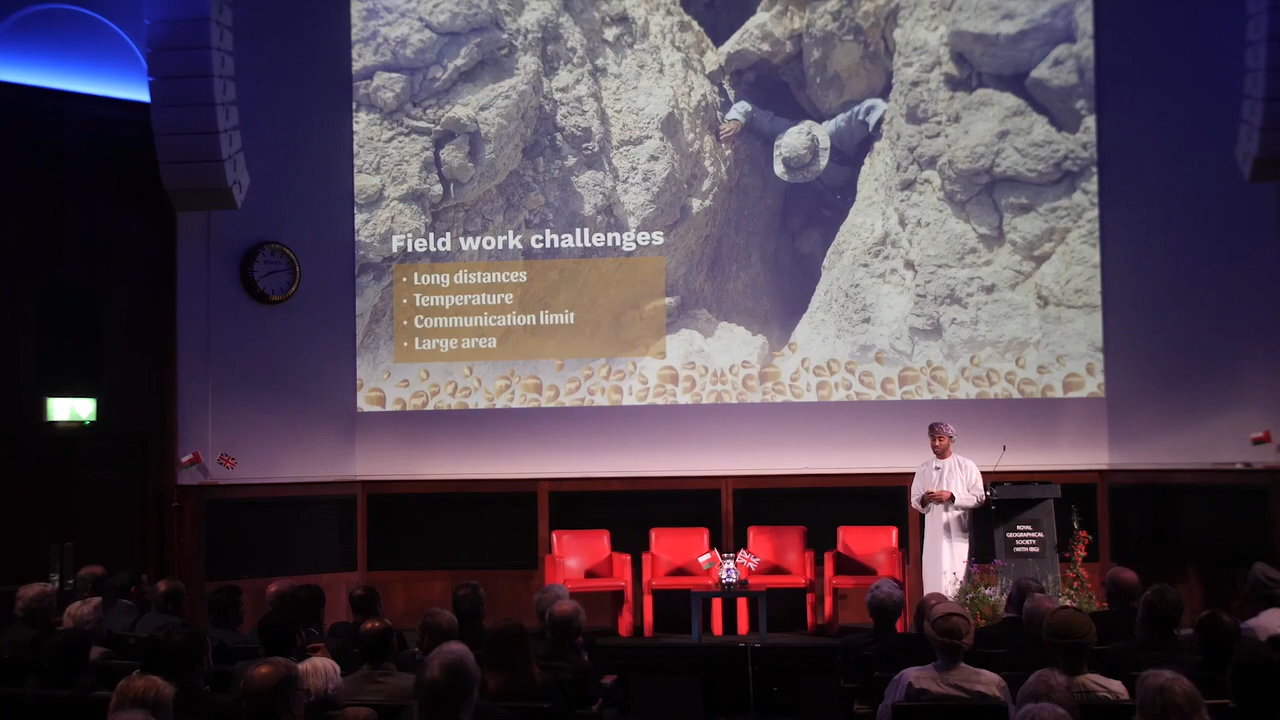 Field work challenges
• Long distances
• Temperature
• Communication limit
• Large area
ROYAL
GEOGRAPHICAL
SOCIETY
(WITH IBG)